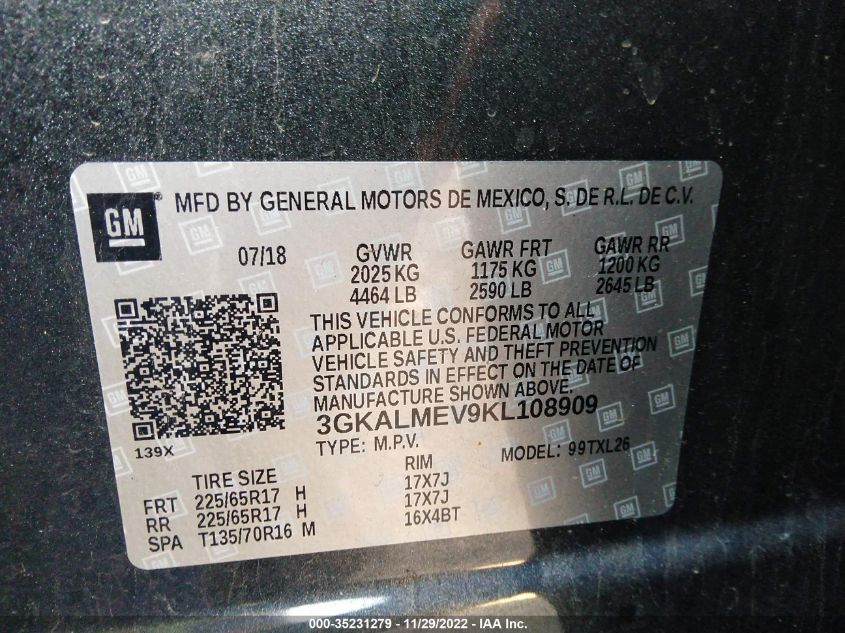 GM® MFD BY GENERAL MOTORS DE MEXICO, S. DE R.L. DE C.V.
07/18 GVWR GAWR FRT GAWR RR
2025 KG 1175 KG 1200 KG
4464 LB 2590 LB 2645 LB
THIS VEHICLE CONFORMS TO ALL
APPLICABLE U.S. FEDERAL MOTOR
VEHICLE SAFETY AND THEFT PREVENTION
STANDARDS IN EFFECT ON THE DATE OF
MANUFACTURE SHOWN ABOVE.
3GKALMEV9KL108909
139X TYPE: M.P.V. MODEL: 99TXL26
TIRE SIZE RIM
FRT 225/65R17 H 17X7J
RR 225/65R17 H 17X7J
SPA T135/70R16 M 16X4BT
000-35231279 - 11/29/2022 - IAA Inc.